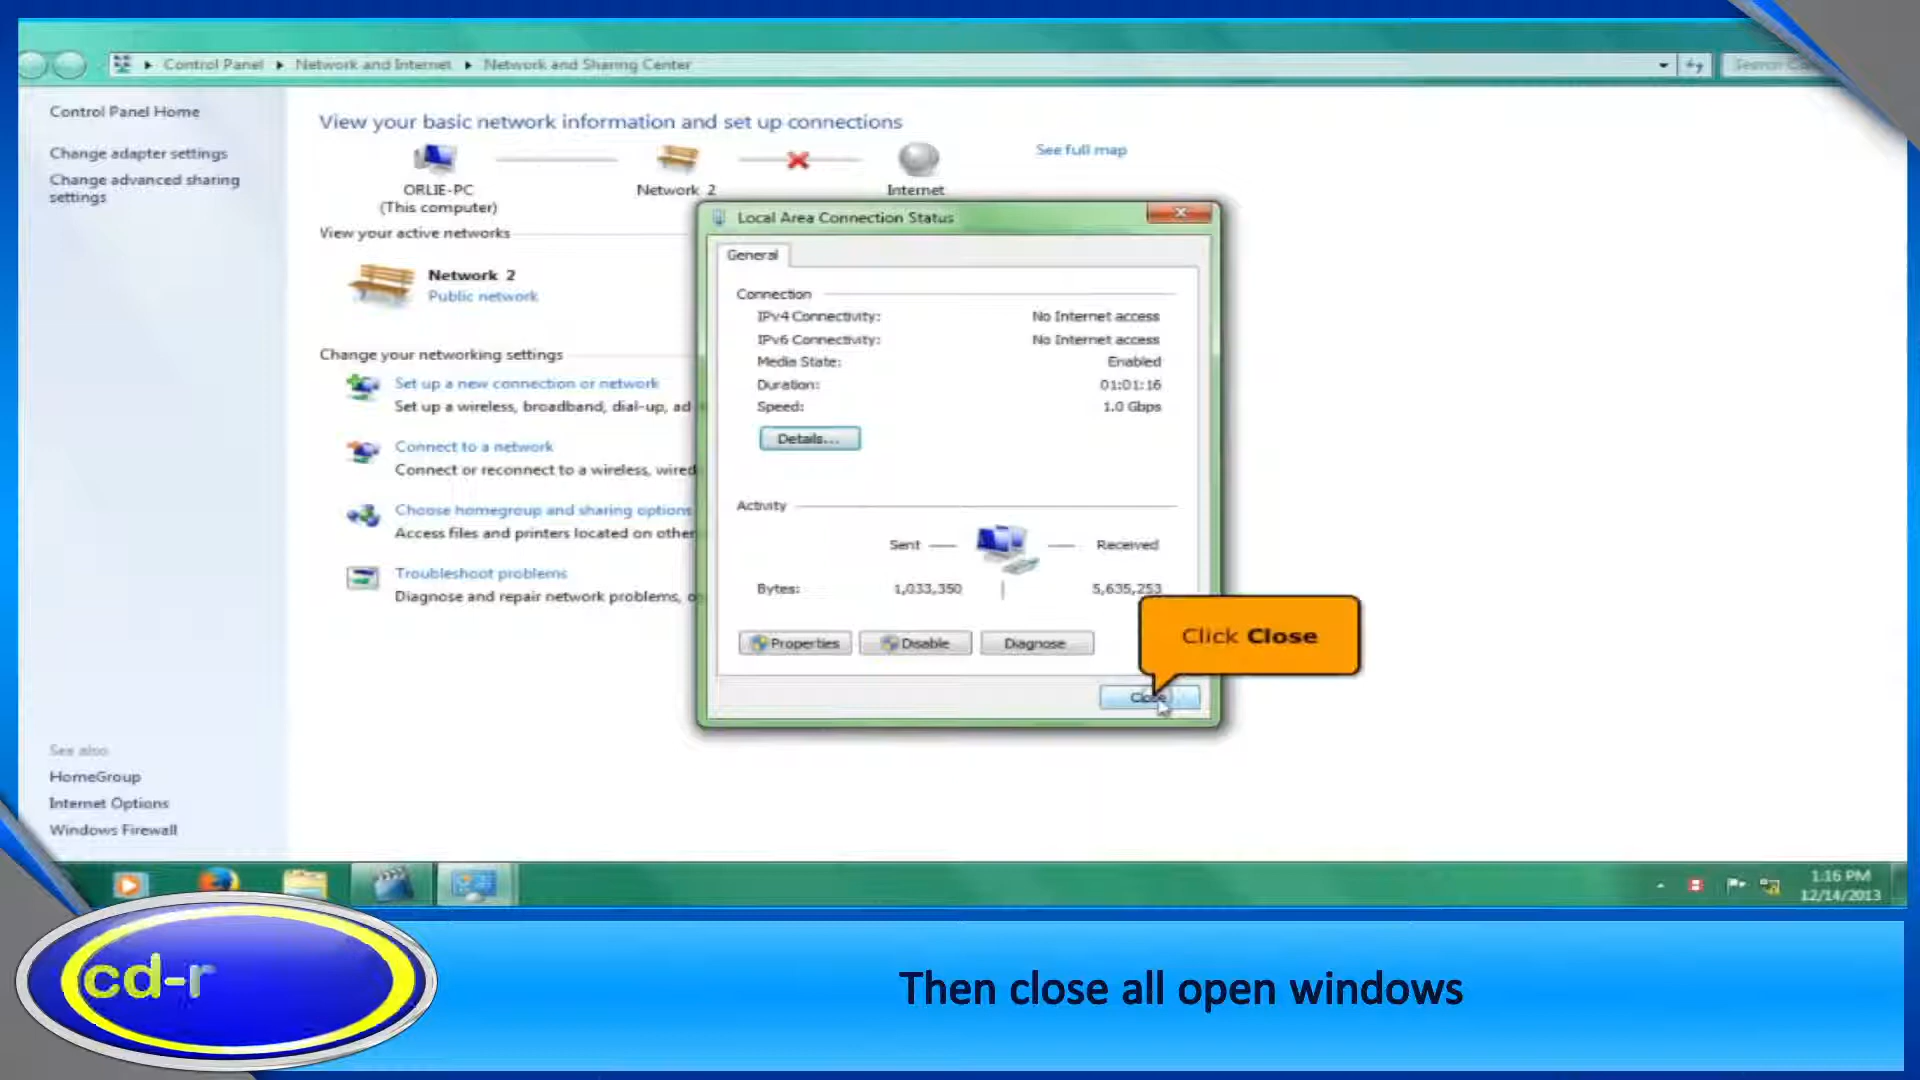 Control Panel ▸ Network and Internet ▸ Network and Sharing Center
Search
Control Panel Home
Change adapter settings
Change advanced sharing
settings
View your basic network information and set up connections
See full map
ORLIE-PC
(This computer)
Network 2
Internet
View your active networks
Network 2
Public network
Change your networking settings
Set up a new connection or network
Set up a wireless, broadband, dial-up, ad
Connect to a network
Connect or reconnect to a wireless, wired
Choose homegroup and sharing options
Access files and printers located on other
Troubleshoot problems
Diagnose and repair network problems,
See also
HomeGroup
Internet Options
Windows Firewall
Local Area Connection Status
General
Connection
IPv4 Connectivity: No Internet access
IPv6 Connectivity: No Internet access
Media State: Enabled
Duration: 01:01:16
Speed: 1.0 Gbps
Details...
Activity
Sent Received
Bytes: 1,033,350 5,635,253
Properties Disable Diagnose
Click Close
Close
1:16 PM
12/14/2013
cd-r
Then close all open windows